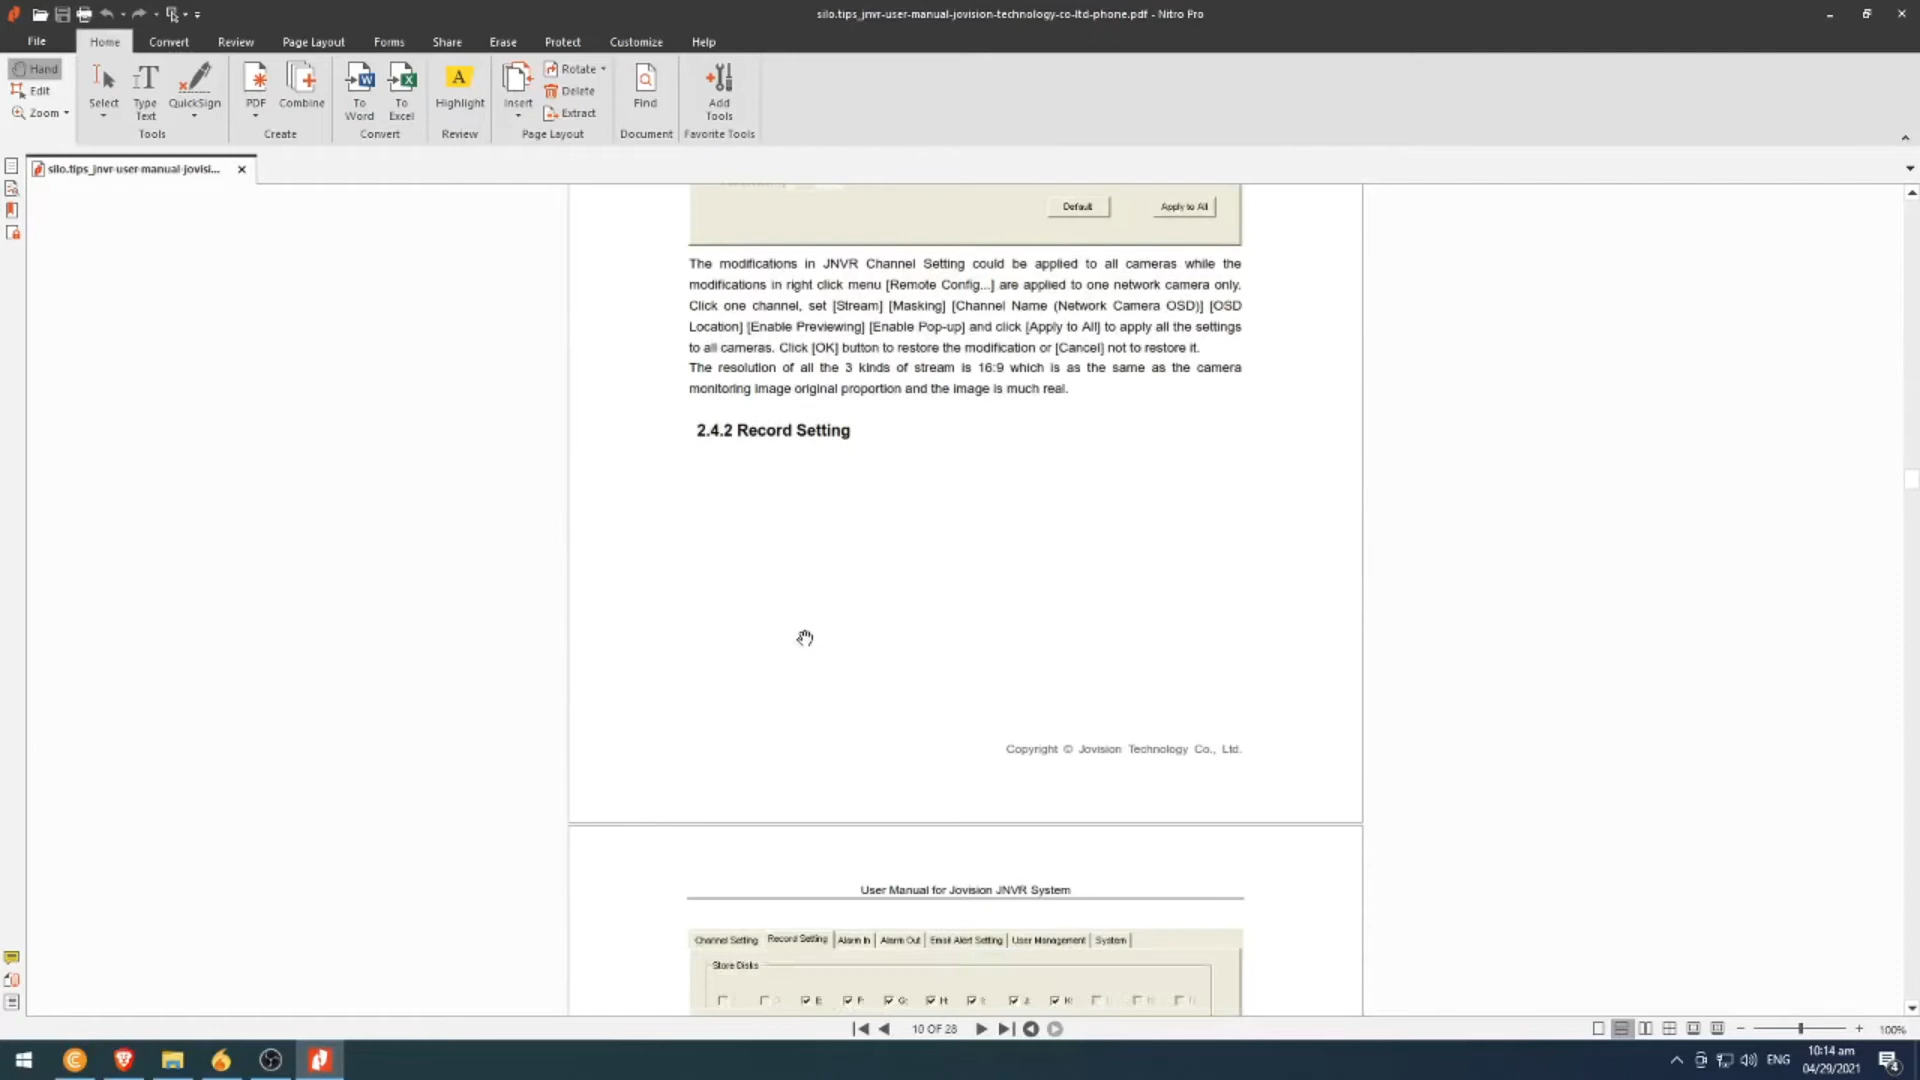 silo.tips_jnvr-user-manual-jovision-technology-co-ltd-phone.pdf - Nitro Pro
File Home Convert Review Page Layout Forms Share Erase Protect Customize Help
Hand
Edit
Zoom
Select
Type Text
QuickSign
Tools
PDF
Combine
Create
To Word
To Excel
Convert
Highlight
Review
Insert
Rotate
Delete
Extract
Page Layout
Find
Document
Add Tools
Favorite Tools
silo.tips_jnvr-user-manual-jovisi...
Default Apply to All
The modifications in JNVR Channel Setting could be applied to all cameras while the
modifications in right click menu [Remote Config...] are applied to one network camera only.
Click one channel, set [Stream] [Masking] [Channel Name (Network Camera OSD)] [OSD
Location] [Enable Previewing] [Enable Pop-up] and click [Apply to All] to apply all the settings
to all cameras. Click [OK] button to restore the modification or [Cancel] not to restore it.
The resolution of all the 3 kinds of stream is 16:9 which is as the same as the camera
monitoring image original proportion and the image is much real.
2.4.2 Record Setting
Copyright © Jovision Technology Co., Ltd.
User Manual for Jovision JNVR System
Channel Setting Record Setting Alarm In Alarm Out Email Alert Setting User Management System
Store Disks
E: F: G: H: I: J: K:
10 OF 28
100%
ENG
10:14 am
04/29/2021
4